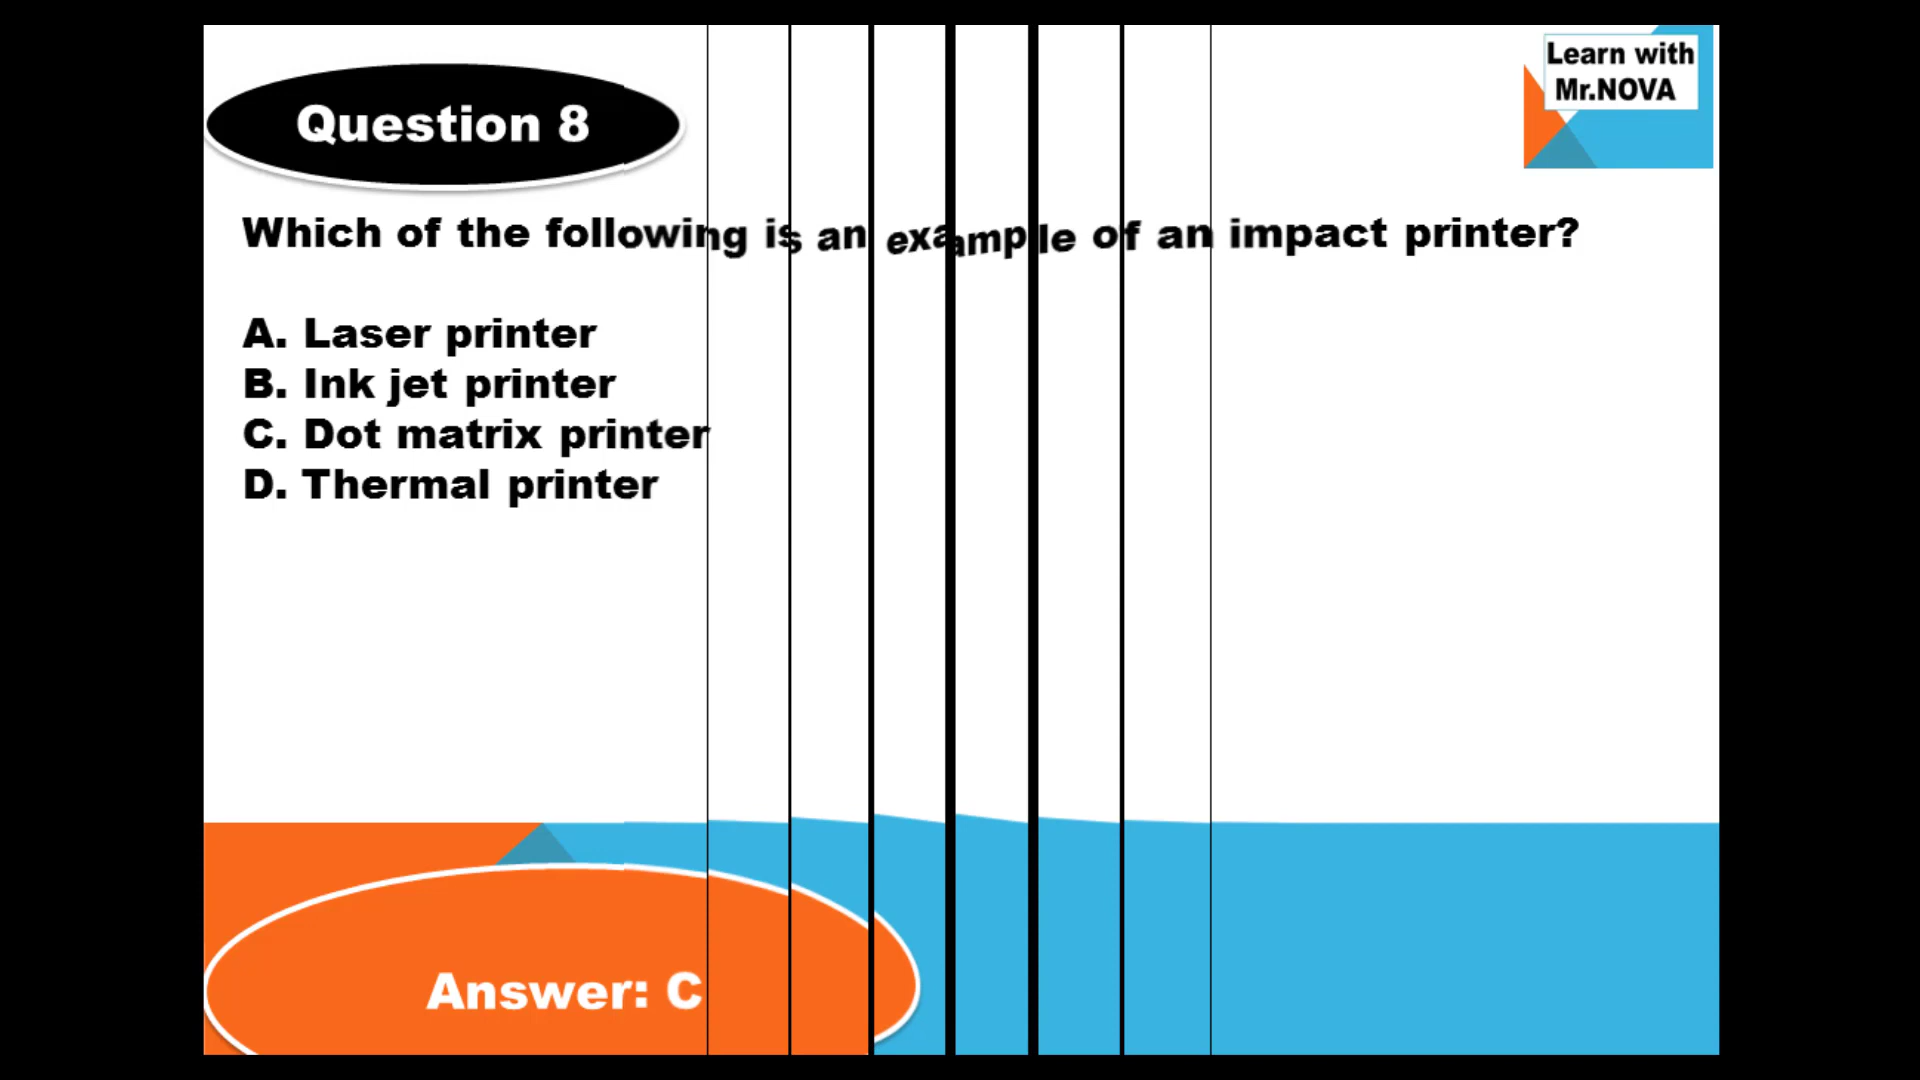 Learn with
Mr.NOVA
Question 8
Which of the following is an example of an impact printer?
A. Laser printer
B. Ink jet printer
C. Dot matrix printer
D. Thermal printer
Answer: C